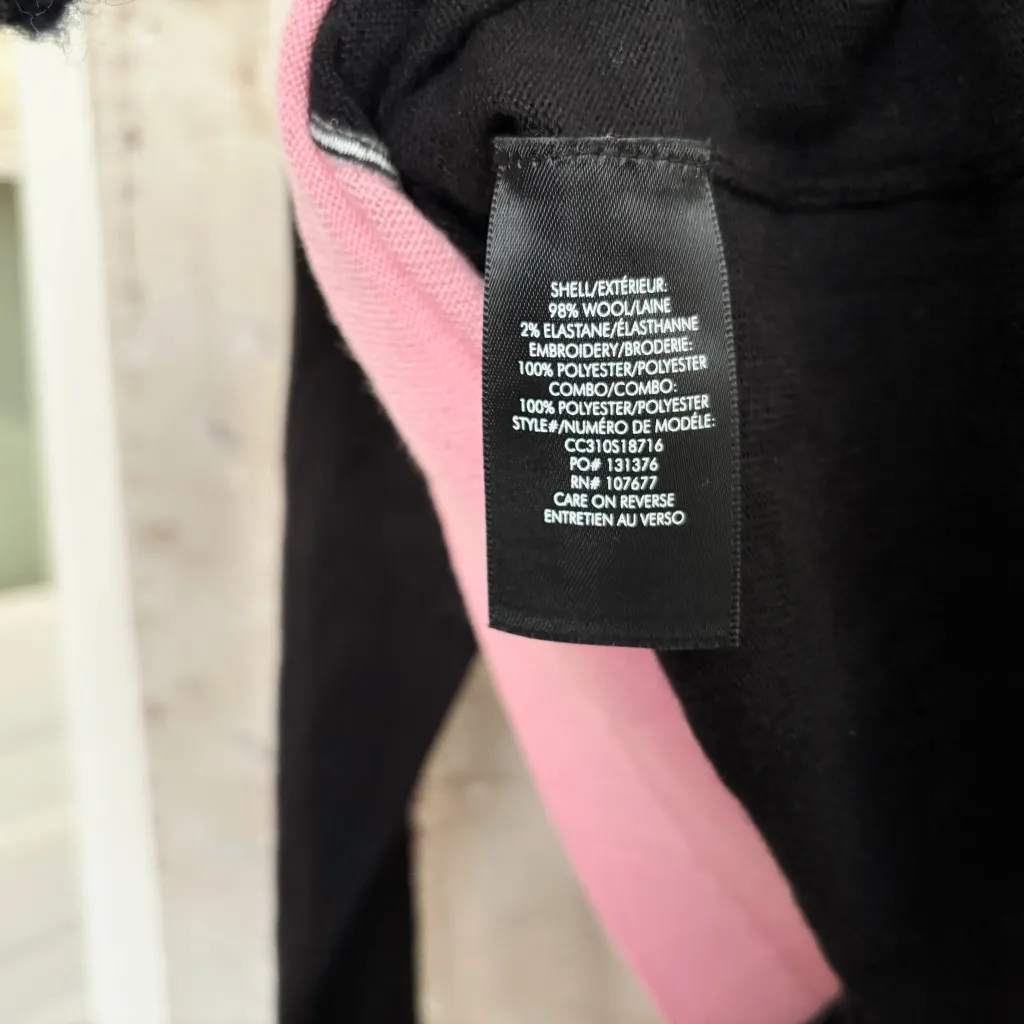 SHELL/EXTÉRIEUR:
98% WOOL/LAINE
2% ELASTANE/ÉLASTHANNE
EMBROIDERY/BRODERIE:
100% POLYESTER/POLYESTER
COMBO/COMBO:
100% POLYESTER/POLYESTER
STYLE#/NUMÉRO DE MODÉLE:
CC310S18716
PO# 131376
RN# 107677
CARE ON REVERSE
ENTRETIEN AU VERSO